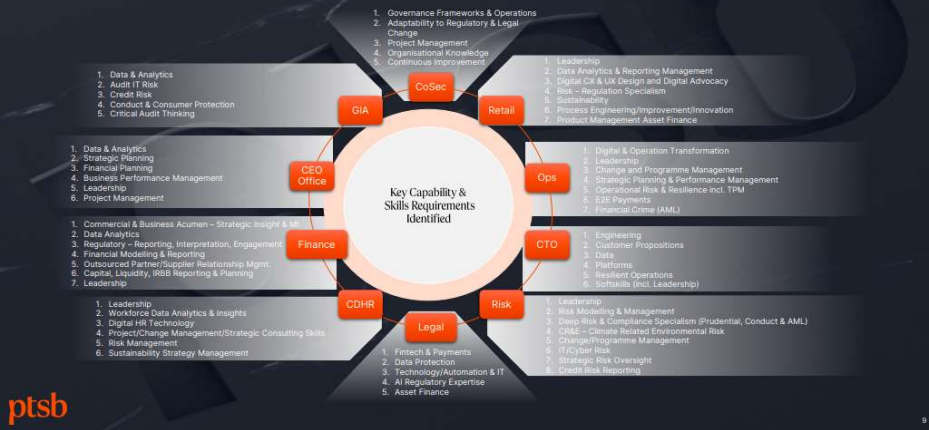 1. Governance Frameworks & Operations
2. Adaptability to Regulatory & Legal
Change
3. Project Management
4. Organisational Knowledge
5. Continuous Improvement
CoSec
1. Leadership
2. Data Analytics & Reporting Management
3. Digital CX & UX Design and Digital Advocacy
4. Risk – Regulation Specialism
5. Sustainability
6. Process Engineering/Improvement/Innovation
7. Product Management Asset Finance
Retail
1. Digital & Operation Transformation
2. Leadership
3. Change and Programme Management
4. Strategic Planning & Performance Management
5. Operational Risk & Resilience incl. TPM
6. E2E Payments
7. Financial Crime (AML)
Ops
1. Engineering
2. Customer Propositions
3. Data
4. Platforms
5. Resilient Operations
6. Softskills (incl. Leadership)
CTO
1. Leadership
2. Risk Modelling & Management
3. Deep Risk & Compliance Specialism (Prudential, Conduct & AML)
4. CR&E – Climate Related Environmental Risk
5. Change/Programme Management
6. IT/Cyber Risk
7. Strategic Risk Oversight
8. Credit Risk Reporting
Risk
Legal
1. Fintech & Payments
2. Data Protection
3. Technology/Automation & IT
4. AI Regulatory Expertise
5. Asset Finance
CDHR
1. Leadership
2. Workforce Data Analytics & Insights
3. Digital HR Technology
4. Project/Change Management/Strategic Consulting Skills
5. Risk Management
6. Sustainability Strategy Management
Finance
1. Commercial & Business Acumen – Strategic Insight & MI
2. Data Analytics
3. Regulatory – Reporting, Interpretation, Engagement
4. Financial Modelling & Reporting
5. Outsourced Partner/Supplier Relationship Mgmt.
6. Capital, Liquidity, IRBB Reporting & Planning
7. Leadership
CEO
Office
1. Data & Analytics
2. Strategic Planning
3. Financial Planning
4. Business Performance Management
5. Leadership
6. Project Management
GIA
1. Data & Analytics
2. Audit IT Risk
3. Credit Risk
4. Conduct & Consumer Protection
5. Critical Audit Thinking
Key Capability &
Skills Requirements
Identified
ptsb
9